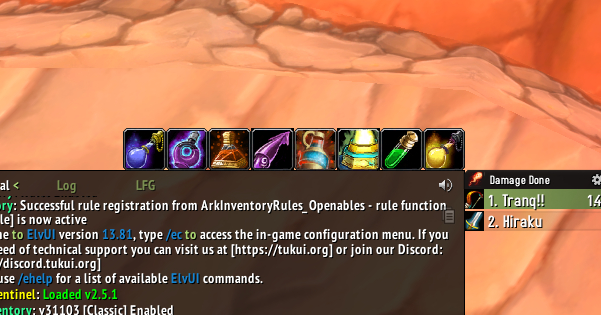 9
al < Log LFG
Damage Done
ory: Successful rule registration from ArkInventoryRules_Openables - rule function
le] is now active
1. Tranq!! 1.4
me to ElvUI version 13.81, type /ec to access the in-game configuration menu. If you
2. Hiraku
eed of technical support you can visit us at [https://tukui.org] or join our Discord:
/discord.tukui.org]
use /ehelp for a list of available ElvUI commands.
entinel: Loaded v2.5.1
entory: v31103 [Classic] Enabled